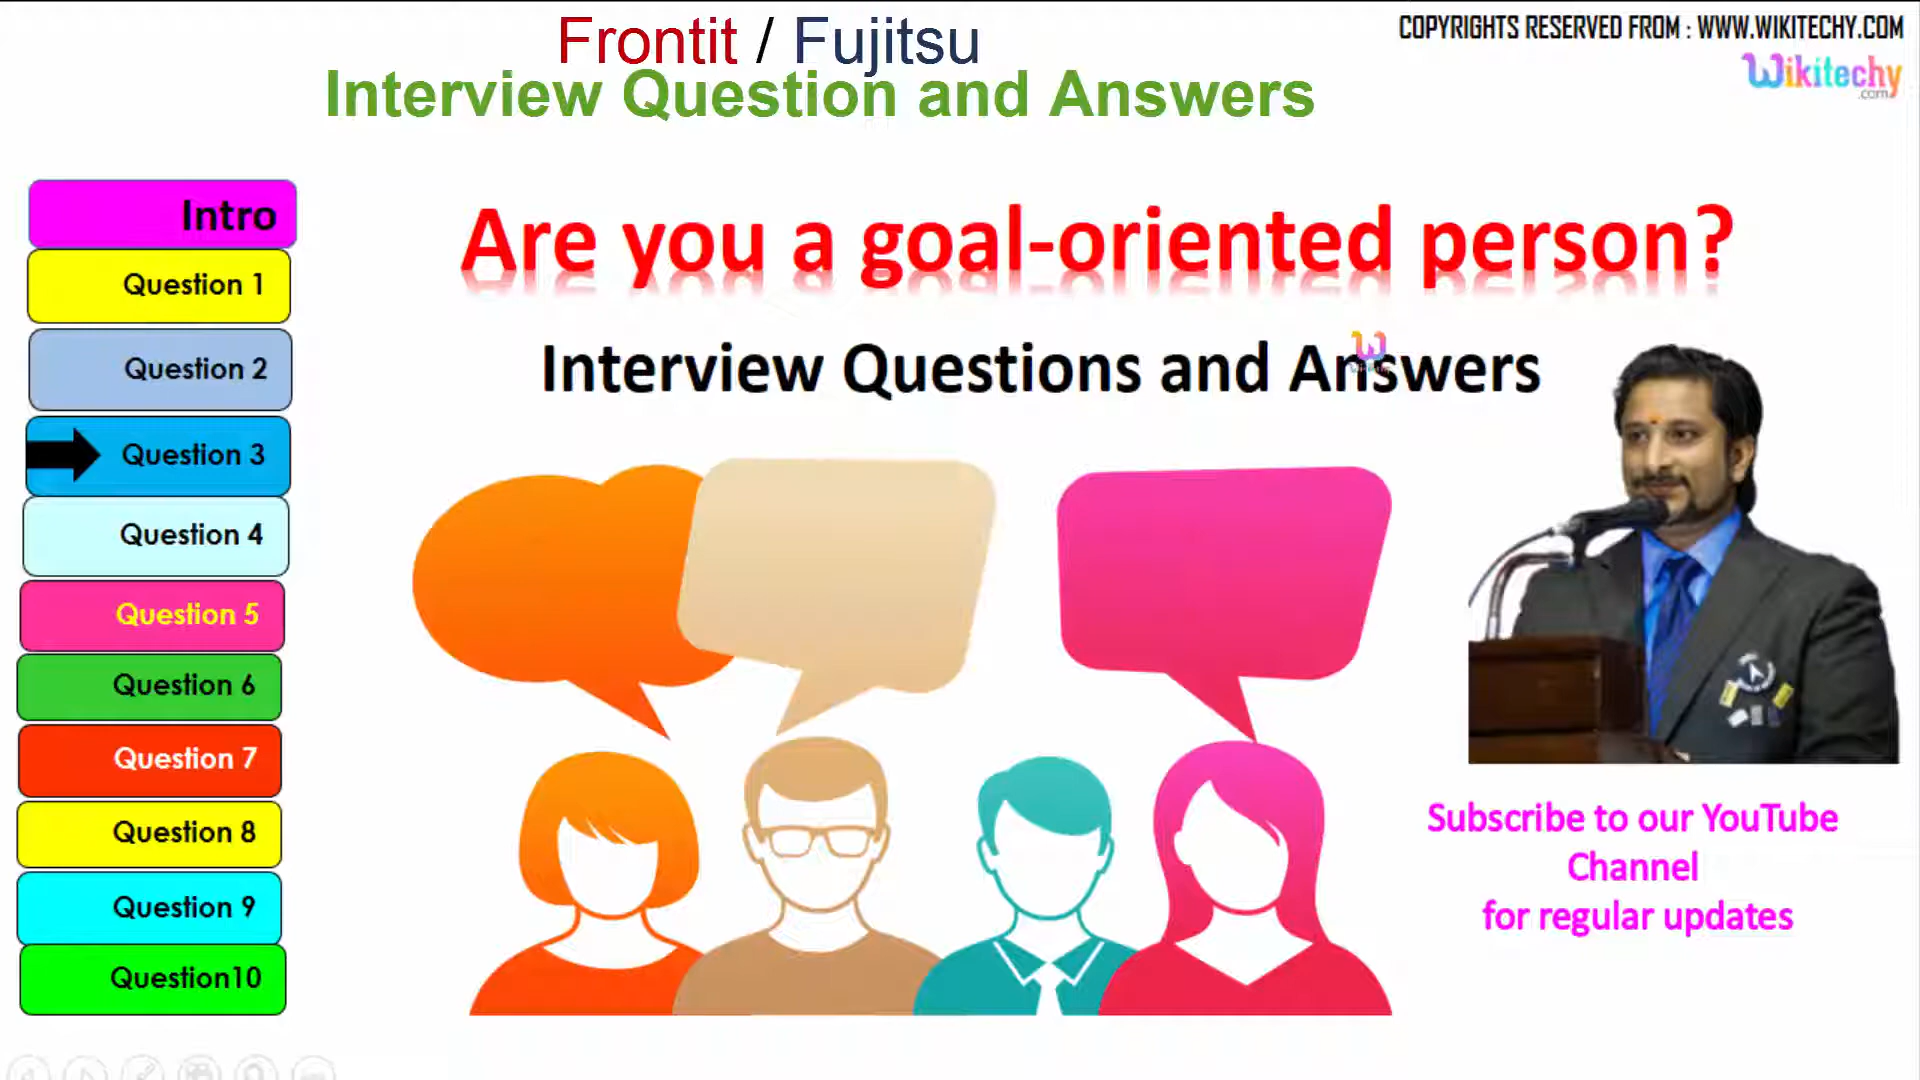 Frontit / Fujitsu
Interview Question and Answers
COPYRIGHTS RESERVED FROM : WWW.WIKITECHY.COM
Wikitechy
.com
Intro
Question 1
Question 2
Question 3
Question 4
Question 5
Question 6
Question 7
Question 8
Question 9
Question10
Are you a goal-oriented person?
Interview Questions and Answers
Subscribe to our YouTube
Channel
for regular updates